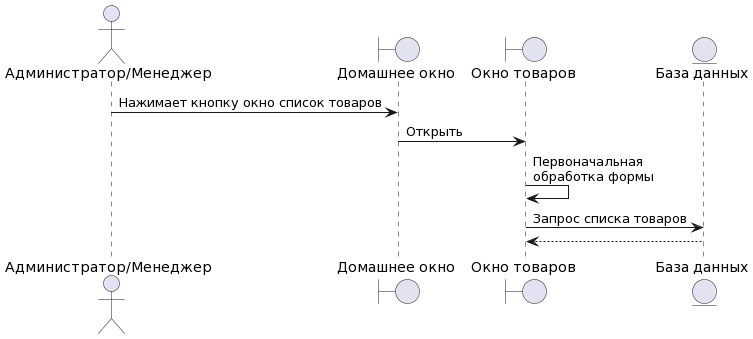 Администратор/Менеджер
Домашнее окно
Окно товаров
База данных
Нажимает кнопку окно список товаров
Открыть
Первоначальная
обработка формы
Запрос списка товаров
Администратор/Менеджер
Домашнее окно
Окно товаров
База данных